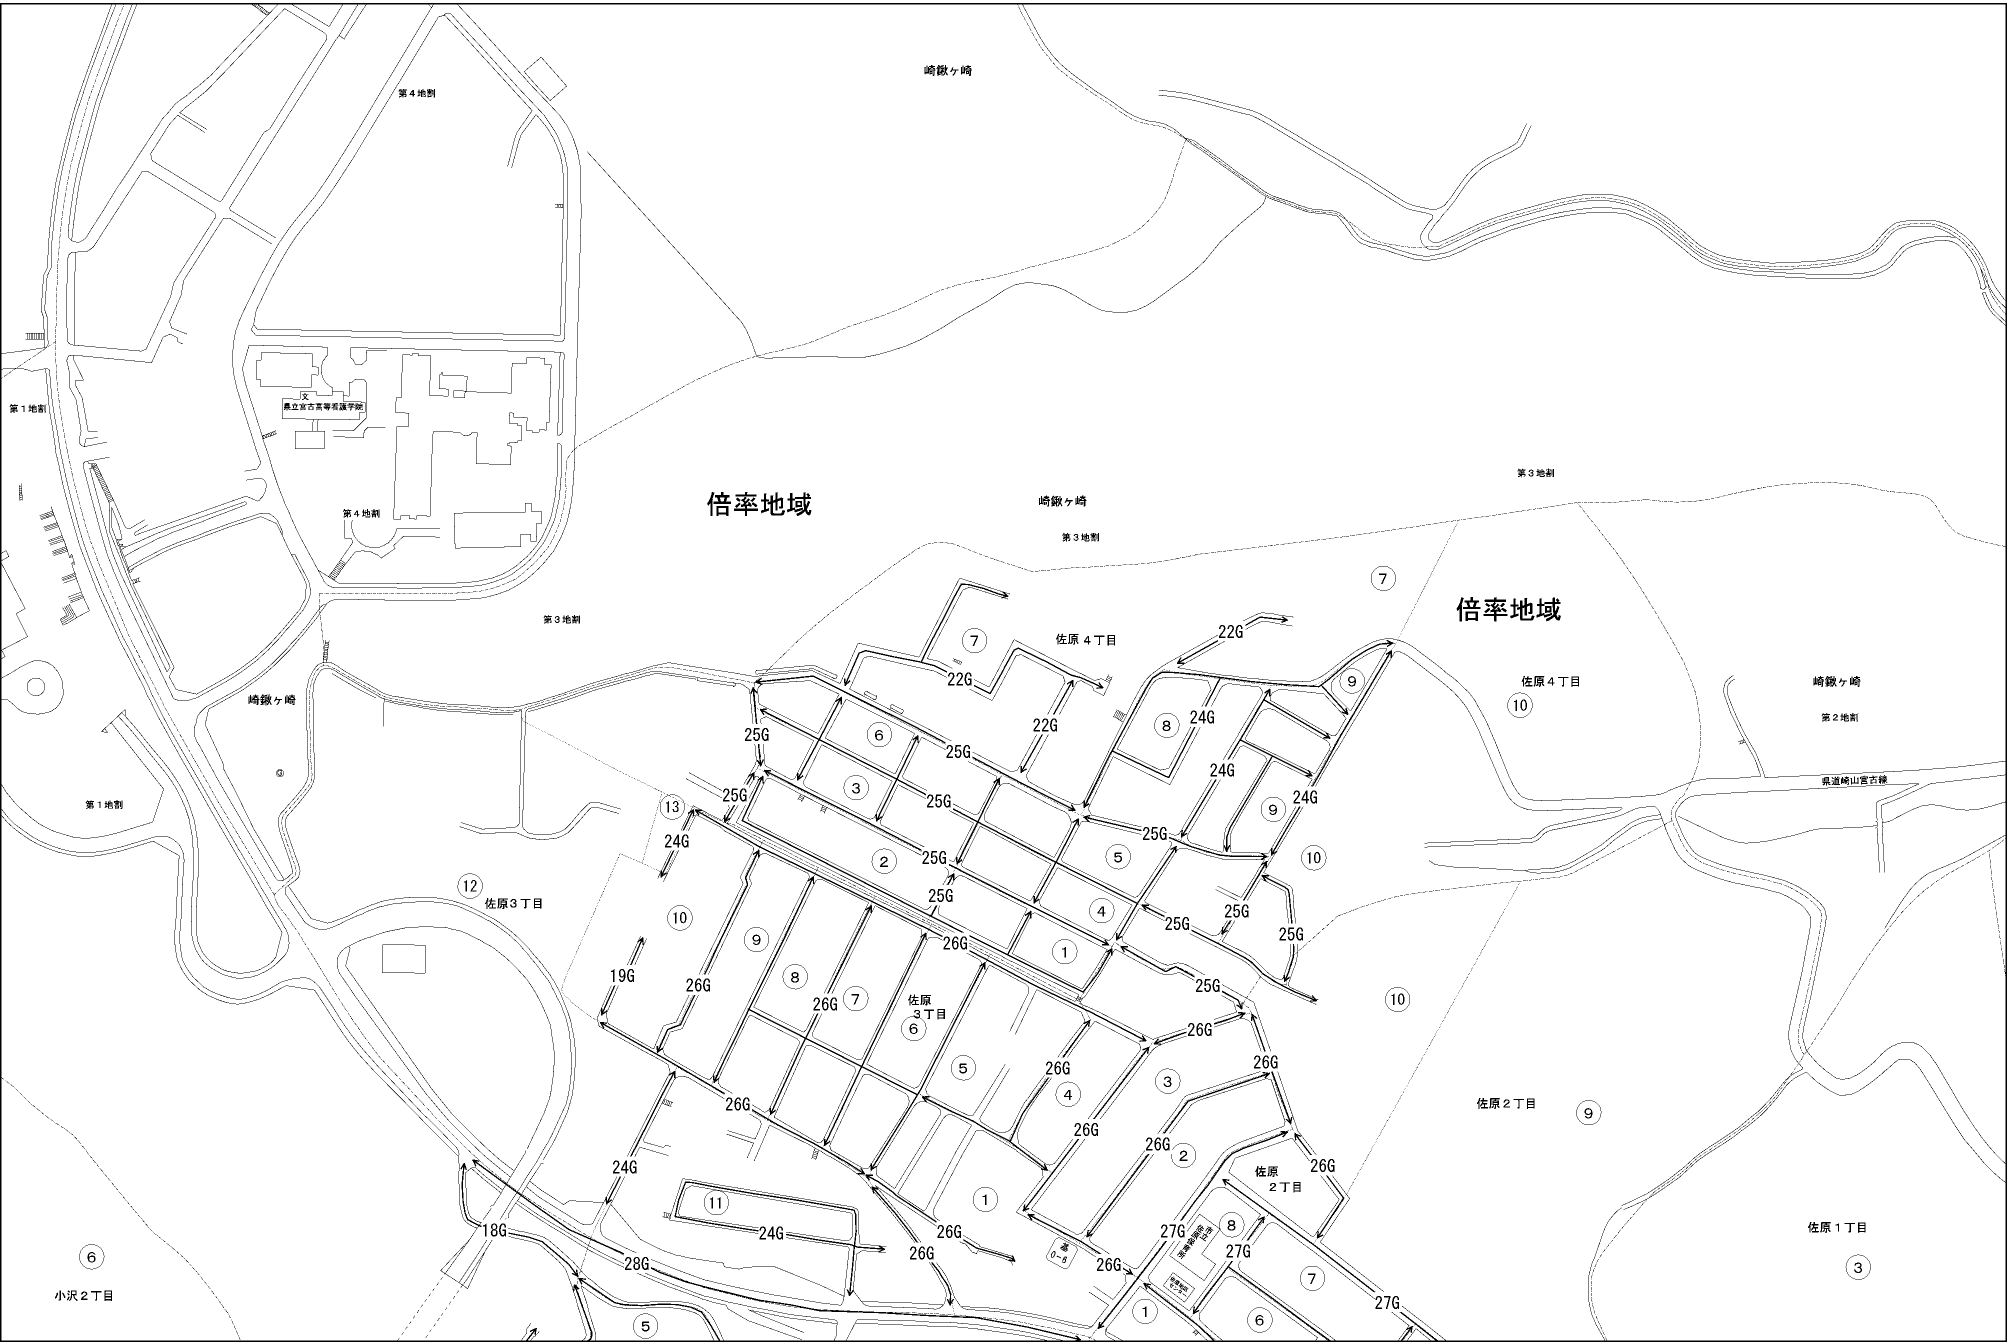 崎鍬ヶ崎
第４地割
第１地割
文
県立宮古高等看護学院
第３地割
倍率地域
崎鍬ヶ崎
第４地割
第３地割
⑦
倍率地域
第３地割
⑦
佐原４丁目
22G
22G
⑨
佐原４丁目
⑩
崎鍬ヶ崎
第２地割
崎鍬ヶ崎
⑥
25G
25G
22G
⑧
24G
24G
県道崎山宮古線
第１地割
⑬
25G
③
25G
24G
⑨
24G
②
25G
25G
⑤
25G
⑩
⑫
佐原３丁目
⑩
25G
④
25G
25G
25G
⑨
26G
①
19G
26G
⑧
26G
⑦
佐原
３丁目
⑥
25G
⑩
26G
⑤
26G
④
③
26G
佐原２丁目
⑨
26G
26G
26G
②
26G
24G
佐原
２丁目
⑪
24G
①
26G
26G
27G
⑧
27G
佐原１丁目
③
18G
28G
墓
0-6
26G
⑦
27G
⑥
小沢２丁目
⑤
①
⑥